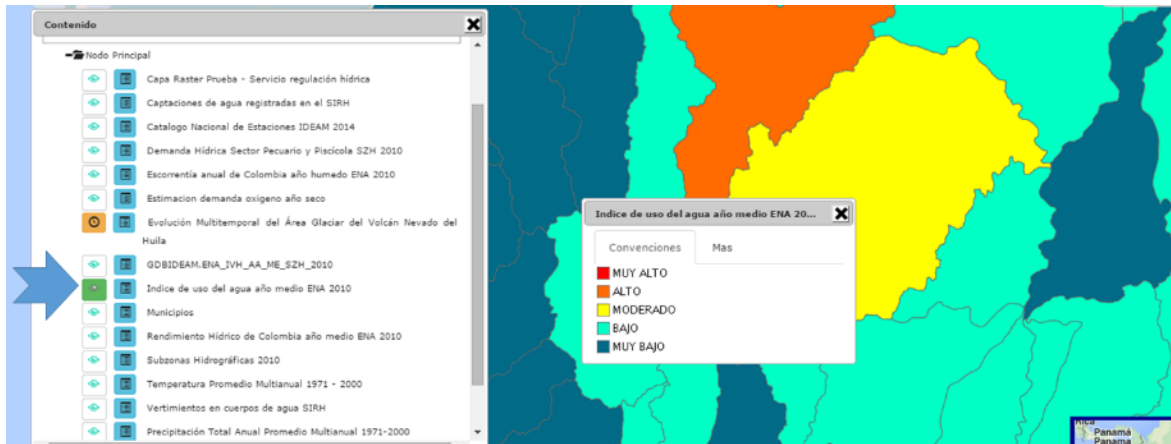 Contenido
Nodo Principal
Capa Raster Prueba - Servicio regulación hídrica
Captaciones de agua registradas en el SIRH
Catalogo Nacional de Estaciones IDEAM 2014
Demanda Hídrica Sector Pecuario y Piscícola SZH 2010
Escorrentía anual de Colombia año humedo ENA 2010
Estimacion demanda oxigeno año seco
Evolución Multitemporal del Área Glaciar del Volcán Nevado del
Huila
GDBIDEAM.ENA_IVH_AA_ME_SZH_2010
Indice de uso del agua año medio ENA 2010
Municipios
Rendimiento Hídrico de Colombia año medio ENA 2010
Subzonas Hidrográficas 2010
Temperatura Promedio Multianual 1971 - 2000
Vertimientos en cuerpos de agua SIRH
Precipitación Total Anual Promedio Multianual 1971-2000
Indice de uso del agua año medio ENA 20...
Convenciones Mas
MUY ALTO
ALTO
MODERADO
BAJO
MUY BAJO
Rica
Panamá
Panama